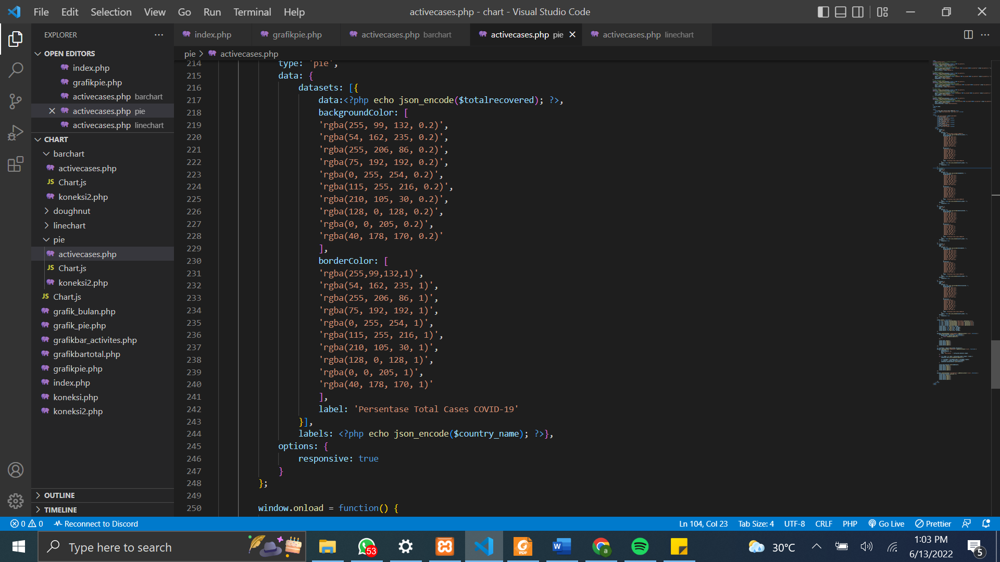 File Edit Selection View Go Run Terminal Help
activecases.php - chart - Visual Studio Code
EXPLORER
index.php
grafikpie.php
activecases.php barchart
activecases.php pie
activecases.php linechart
pie > activecases.php
OPEN EDITORS
index.php
grafikpie.php
activecases.php barchart
activecases.php pie
activecases.php linechart
CHART
barchart
activecases.php
JS Chart.js
koneksi2.php
doughnut
linechart
pie
activecases.php
JS Chart.js
koneksi2.php
JS Chart.js
grafik_bulan.php
grafik_pie.php
grafikbar_activites.php
grafikbartotal.php
grafikpie.php
index.php
koneksi.php
koneksi2.php
OUTLINE
TIMELINE
214 type: 'pie',
215 data: {
216 datasets: [{
217 data:<?php echo json_encode($totalrecovered); ?>,
218 backgroundColor: [
219 'rgba(255, 99, 132, 0.2)',
220 'rgba(54, 162, 235, 0.2)',
221 'rgba(255, 206, 86, 0.2)',
222 'rgba(75, 192, 192, 0.2)',
223 'rgba(0, 255, 254, 0.2)',
224 'rgba(115, 255, 216, 0.2)',
225 'rgba(210, 105, 30, 0.2)',
226 'rgba(128, 0, 128, 0.2)',
227 'rgba(0, 0, 205, 0.2)',
228 'rgba(40, 178, 170, 0.2)'
229 ],
230 borderColor: [
231 'rgba(255,99,132,1)',
232 'rgba(54, 162, 235, 1)',
233 'rgba(255, 206, 86, 1)',
234 'rgba(75, 192, 192, 1)',
235 'rgba(0, 255, 254, 1)',
236 'rgba(115, 255, 216, 1)',
237 'rgba(210, 105, 30, 1)',
238 'rgba(128, 0, 128, 1)',
239 'rgba(0, 0, 205, 1)',
240 'rgba(40, 178, 170, 1)'
241 ],
242 label: 'Persentase Total Cases COVID-19'
243 }],
244 labels: <?php echo json_encode($country_name); ?>},
245 options: {
246 responsive: true
247 }
248 };
249
250 window.onload = function() {
0 0 Reconnect to Discord
Ln 104, Col 23 Tab Size: 4 UTF-8 CRLF PHP Go Live Prettier
Type here to search
53
PDF
W
a
30°C
1:03 PM
6/13/2022
5